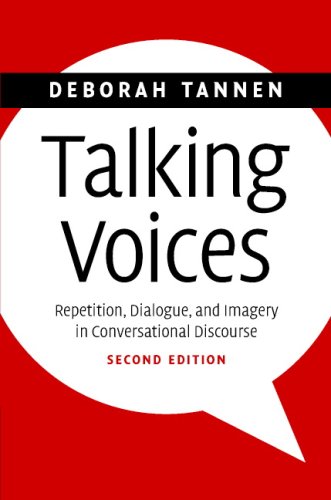 DEBORAH TANNEN
Talking
Voices
Repetition, Dialogue, and Imagery
in Conversational Discourse
SECOND EDITION